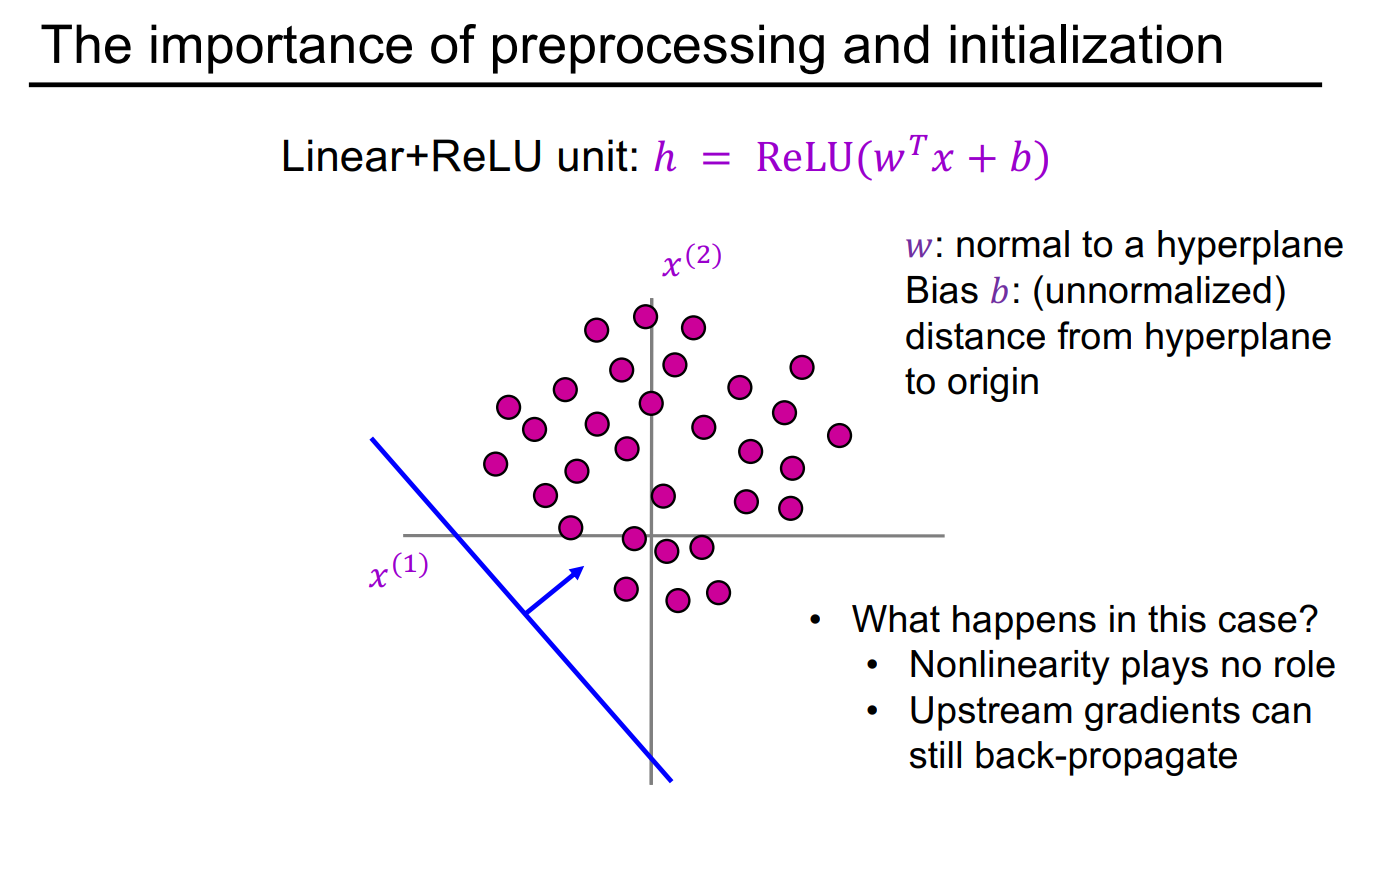 The importance of preprocessing and initialization
Linear+ReLU unit: h = ReLU(wᵀx + b)
x⁽²⁾
w: normal to a hyperplane
Bias b: (unnormalized)
distance from hyperplane
to origin
x⁽¹⁾
• What happens in this case?
• Nonlinearity plays no role
• Upstream gradients can
still back-propagate